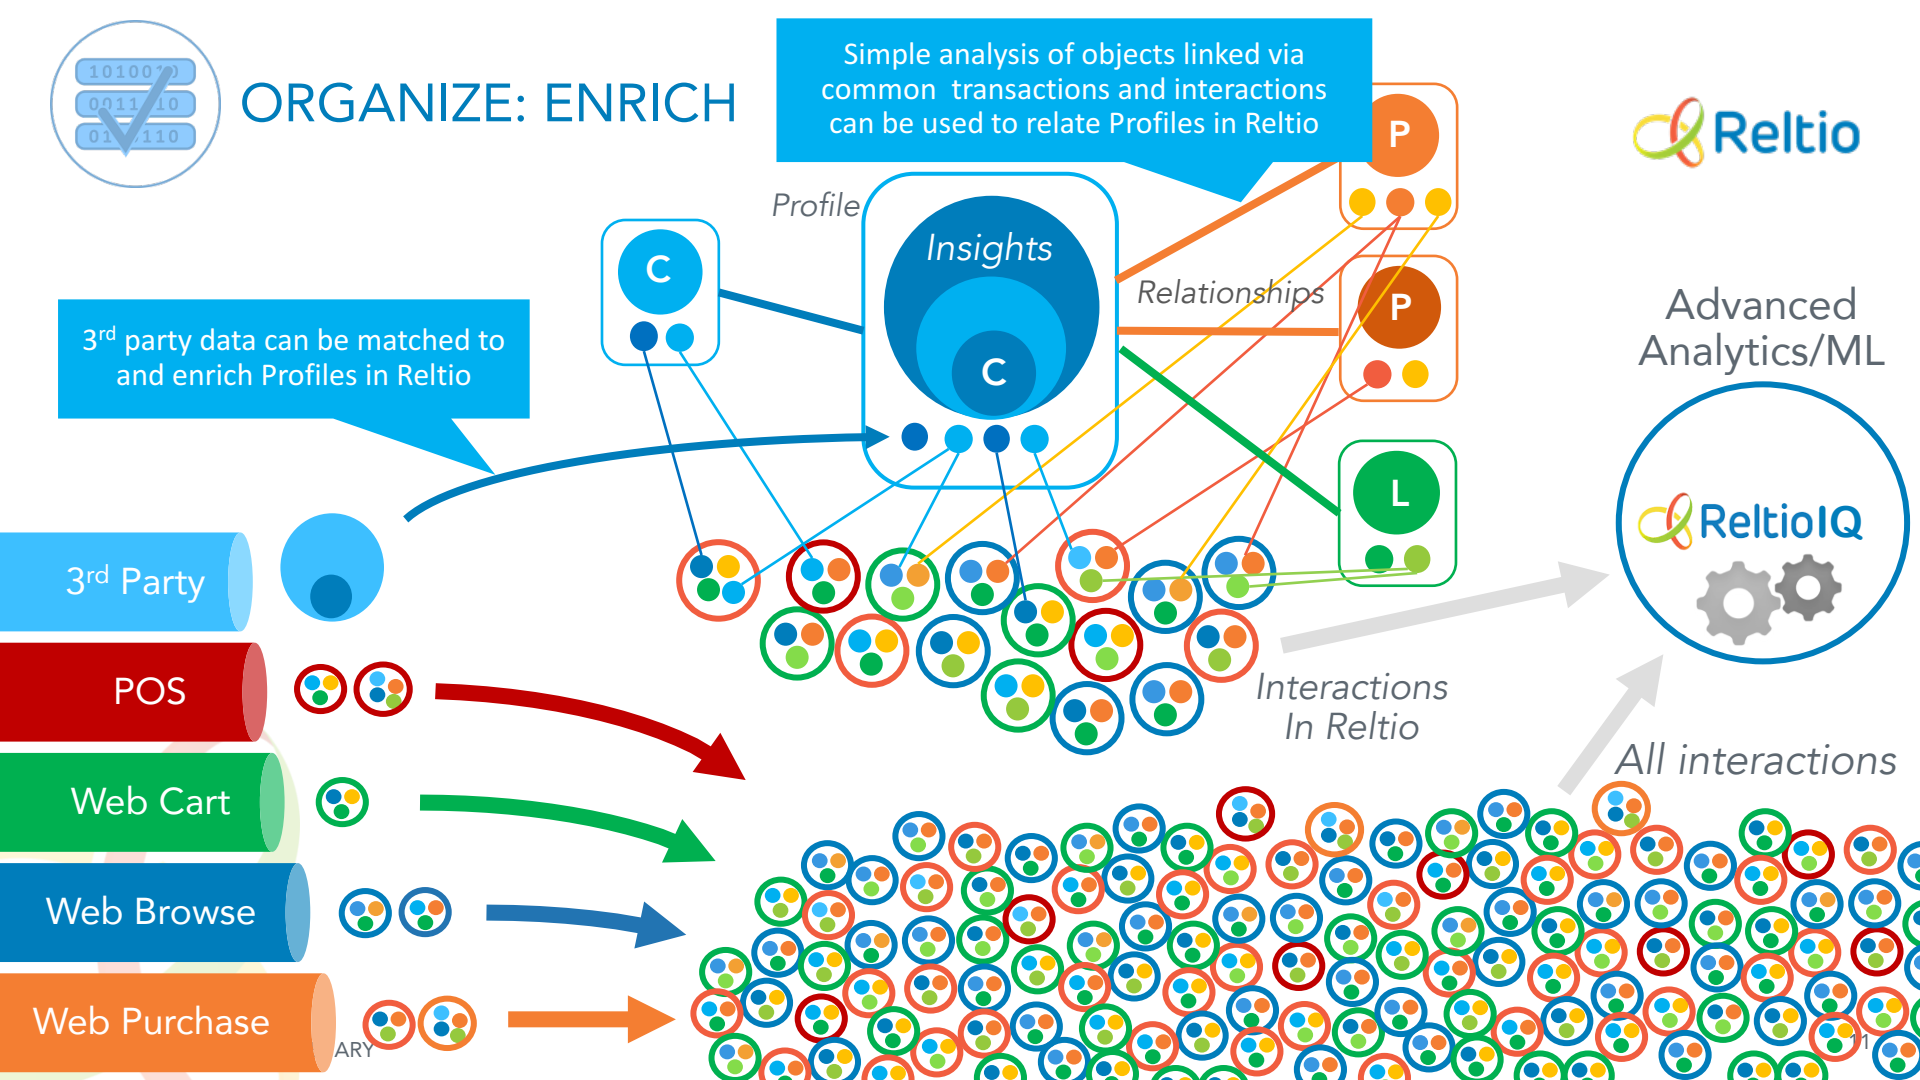 ORGANIZE: ENRICH
Simple analysis of objects linked via
common transactions and interactions
can be used to relate Profiles in Reltio
Reltio
Profile
Insights
C
C
P
P
L
Relationships
3rd party data can be matched to
and enrich Profiles in Reltio
Advanced
Analytics/ML
ReltioIQ
3rd Party
POS
Web Cart
Web Browse
Web Purchase
Interactions
In Reltio
All interactions
ARY
11